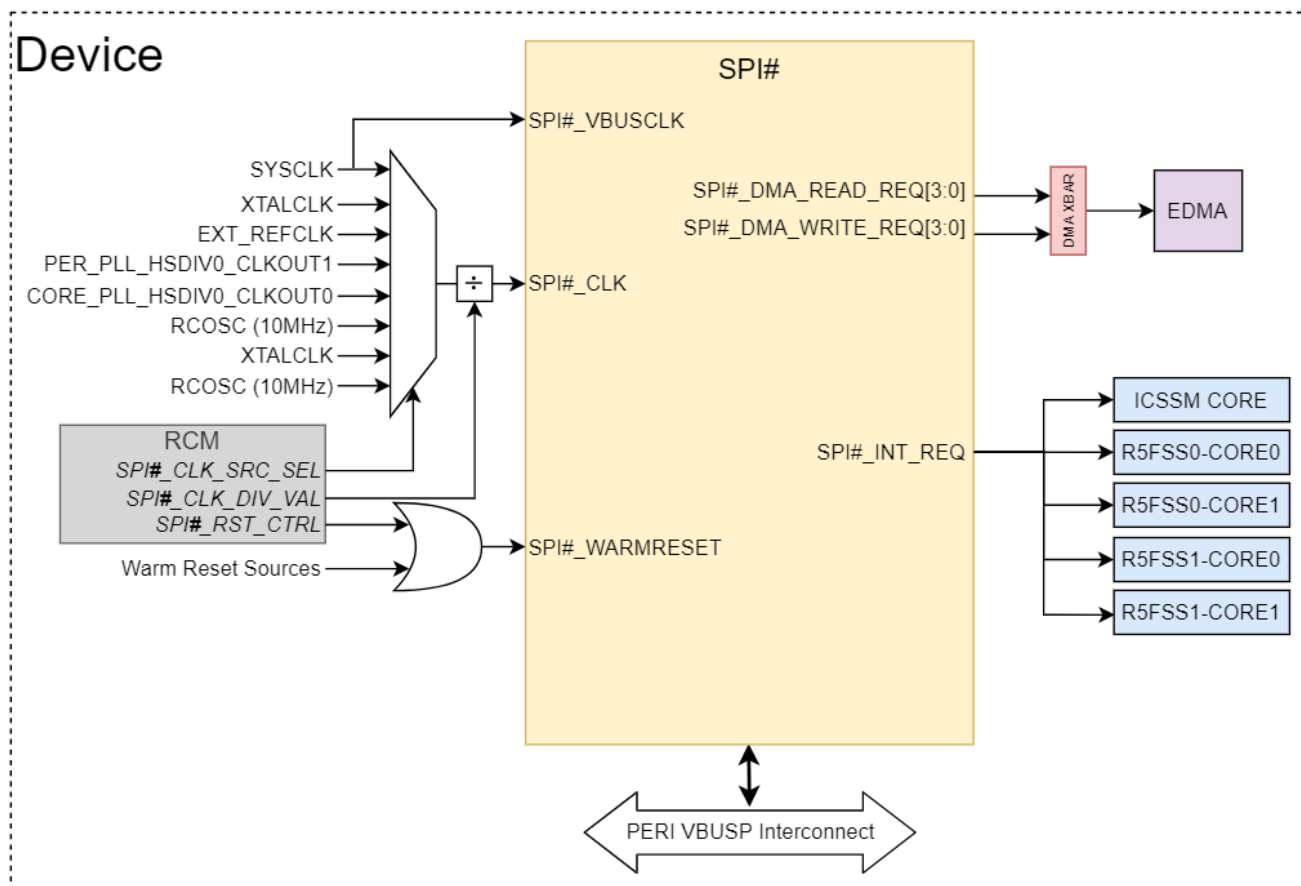 Device
SPI#
SPI#_VBUSCLK
SYSCLK
XTALCLK
EXT_REFCLK
PER_PLL_HSDIV0_CLKOUT1
CORE_PLL_HSDIV0_CLKOUT0
RCOSC (10MHz)
XTALCLK
RCOSC (10MHz)
÷
SPI#_CLK
RCM
SPI#_CLK_SRC_SEL
SPI#_CLK_DIV_VAL
SPI#_RST_CTRL
Warm Reset Sources
SPI#_WARMRESET
SPI#_DMA_READ_REQ[3:0]
SPI#_DMA_WRITE_REQ[3:0]
DMA XBAR
EDMA
SPI#_INT_REQ
ICSSM CORE
R5FSS0-CORE0
R5FSS0-CORE1
R5FSS1-CORE0
R5FSS1-CORE1
PERI VBUSP Interconnect